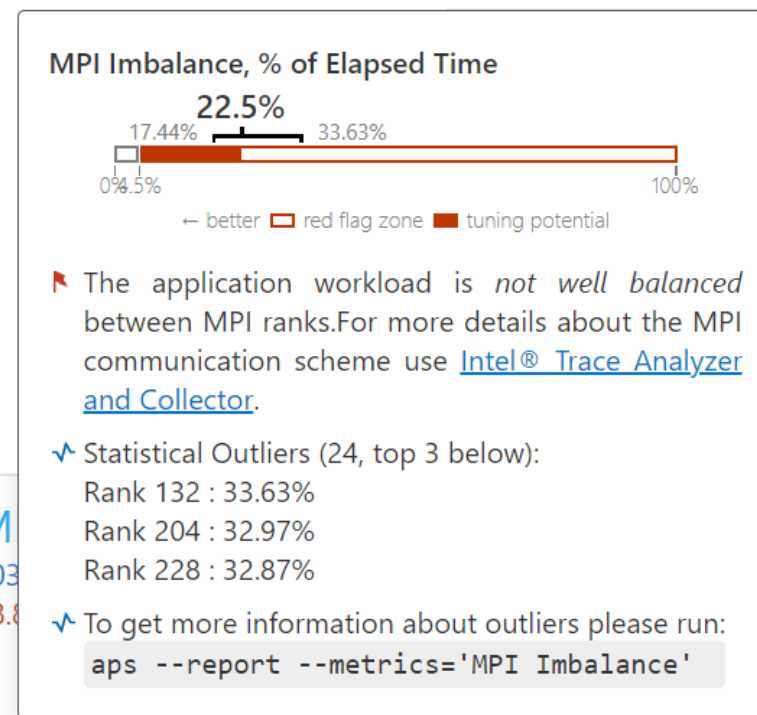 MPI Imbalance, % of Elapsed Time
22.5%
17.44% 33.63%
0% 4.5% 100%
← better red flag zone tuning potential
The application workload is not well balanced
between MPI ranks.For more details about the MPI
communication scheme use Intel® Trace Analyzer
and Collector.
Statistical Outliers (24, top 3 below):
Rank 132 : 33.63%
Rank 204 : 32.97%
Rank 228 : 32.87%
To get more information about outliers please run:
aps --report --metrics='MPI Imbalance'